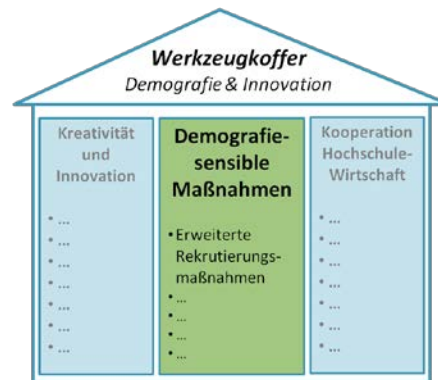 Werkzeugkoffer
Demografie & Innovation
Kreativität
und
Innovation
• ...
• ...
• ...
• ...
• ...
• ...
• ...
Demografie-
sensible
Maßnahmen
• Erweiterte
Rekrutierungs-
maßnahmen
• ...
• ...
• ...
• ...
Kooperation
Hochschule-
Wirtschaft
• ...
• ...
• ...
• ...
• ...
• ...
• ...